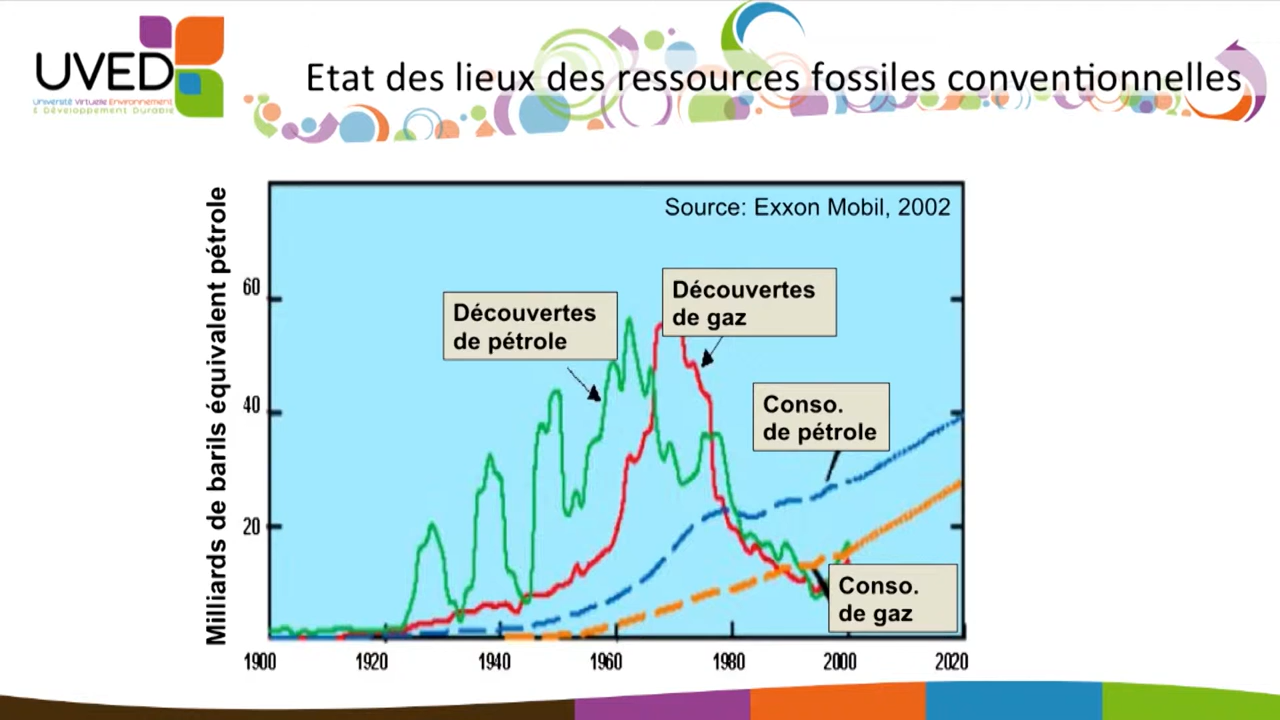 UVED
Université Virtuelle Environnement
& Développement Durable
Etat des lieux des ressources fossiles conventionnelles
Milliards de barils équivalent pétrole
Source: Exxon Mobil, 2002
60
40
20
Découvertes
de pétrole
Découvertes
de gaz
Conso.
de pétrole
Conso.
de gaz
1900 1920 1940 1960 1980 2000 2020